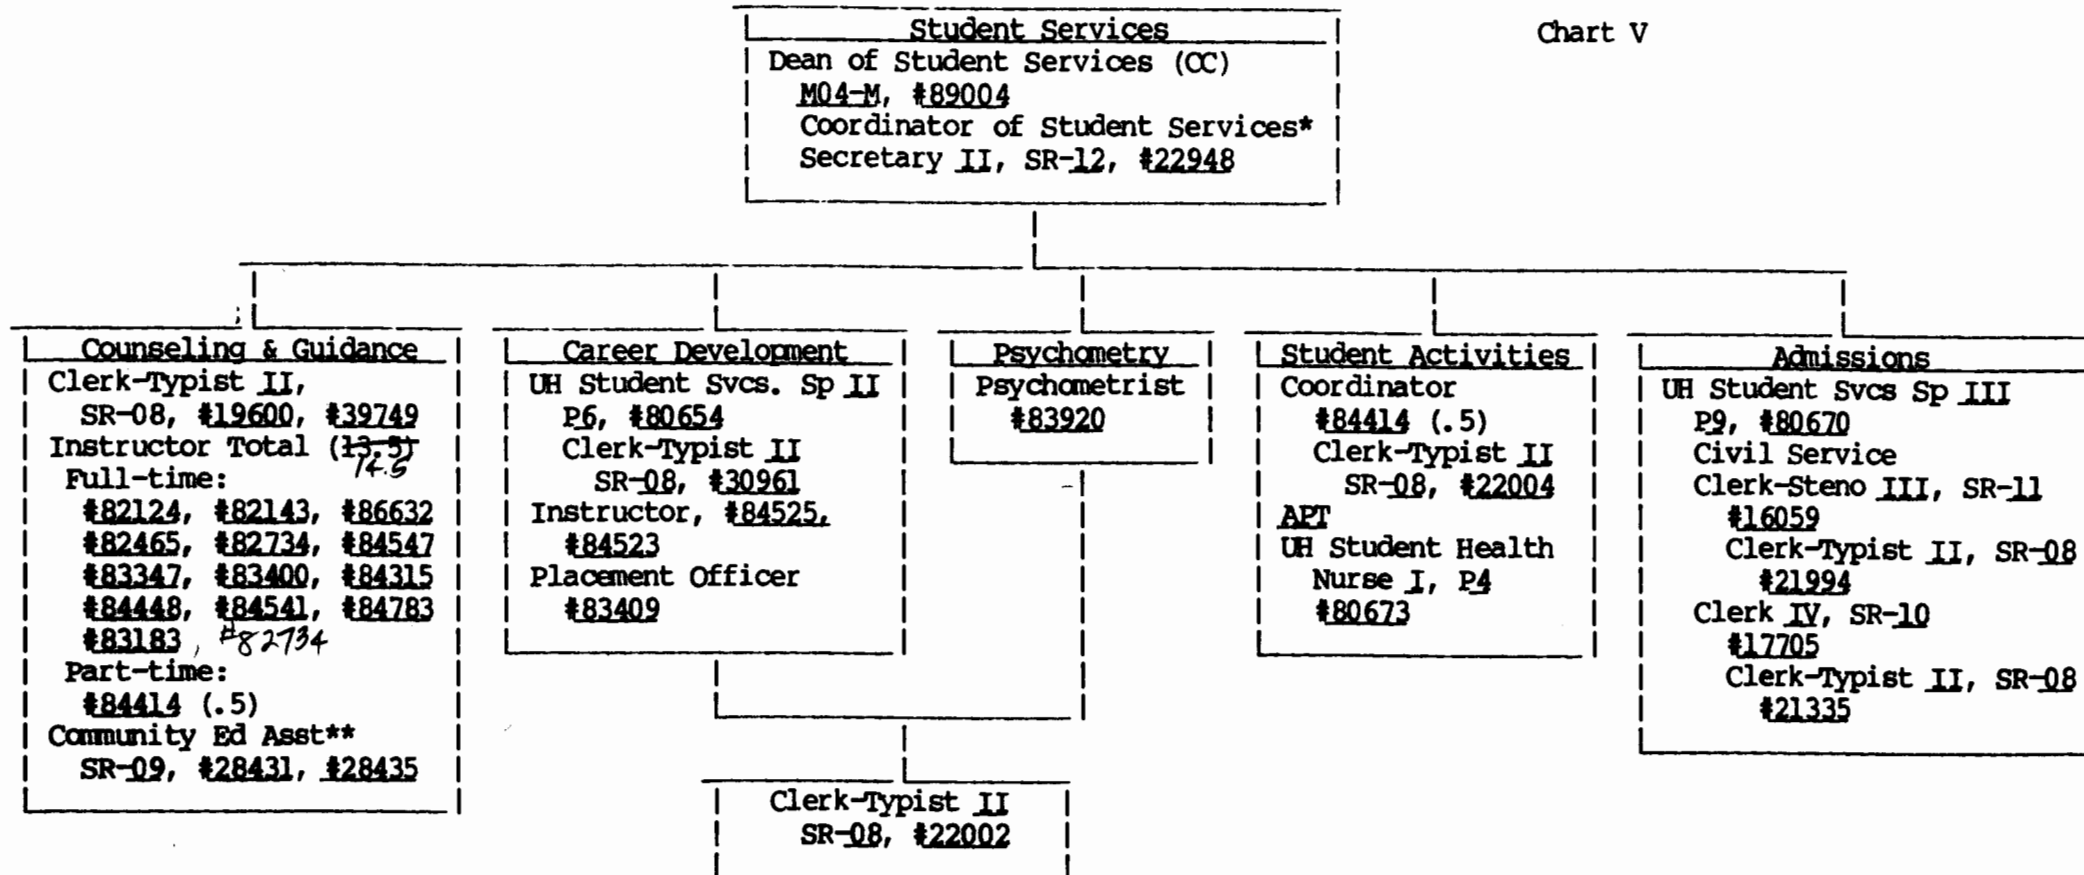 Chart V
Student Services
Dean of Student Services (CC)
M04-M, #89004
Coordinator of Student Services*
Secretary II, SR-12, #22948
Counseling & Guidance
Clerk-Typist II,
SR-08, #19600, #39749
Instructor Total (13.5)
14.5
Full-time:
#82124, #82143, #86632
#82465, #82734, #84547
#83347, #83400, #84315
#84448, #84541, #84783
#83183, #82734
Part-time:
#84414 (.5)
Community Ed Asst**
SR-09, #28431, #28435
Career Development
UH Student Svcs. Sp II
P6, #80654
Clerk-Typist II
SR-08, #30961
Instructor, #84525,
#84523
Placement Officer
#83409
Psychometry
Psychometrist
#83920
Student Activities
Coordinator
#84414 (.5)
Clerk-Typist II
SR-08, #22004
APT
UH Student Health
Nurse I, P4
#80673
Admissions
UH Student Svcs Sp III
P9, #80670
Civil Service
Clerk-Steno III, SR-11
#16059
Clerk-Typist II, SR-08
#21994
Clerk IV, SR-10
#17705
Clerk-Typist II, SR-08
#21335
Clerk-Typist II
SR-08, #22002